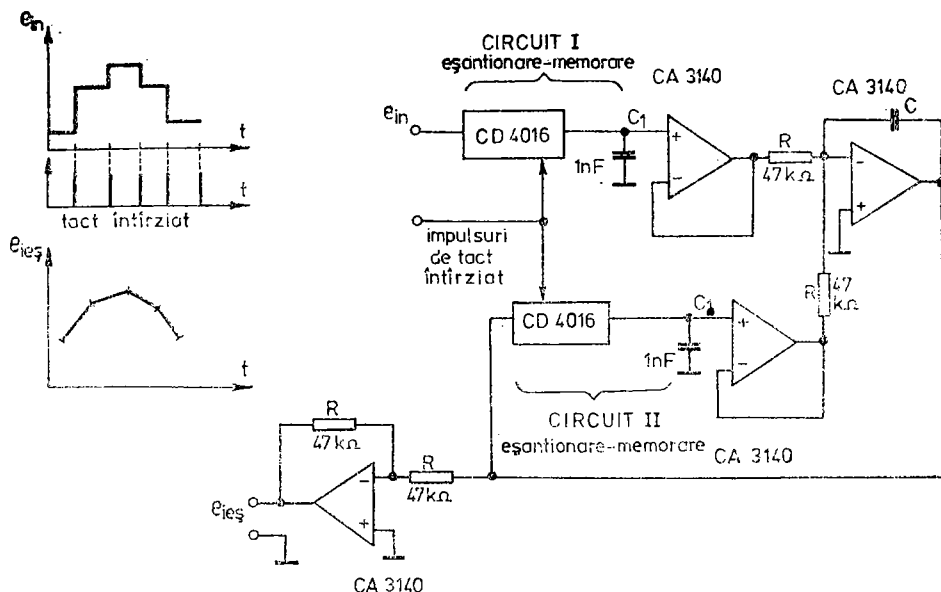 e_in
t
t
tact întîrziat
e_ieş
t
CIRCUIT I
eşantionare-memorare
CA 3140
CA 3140
e_in
CD 4016
C1
1nF
R
47kΩ
C
+
-
-
+
impulsuri
de tact
întîrziat
CD 4016
C1
1nF
+
-
R
47
kΩ
CIRCUIT II
eşantionare-memorare
CA 3140
R
47kΩ
R
47kΩ
-
+
e_ieş
CA 3140